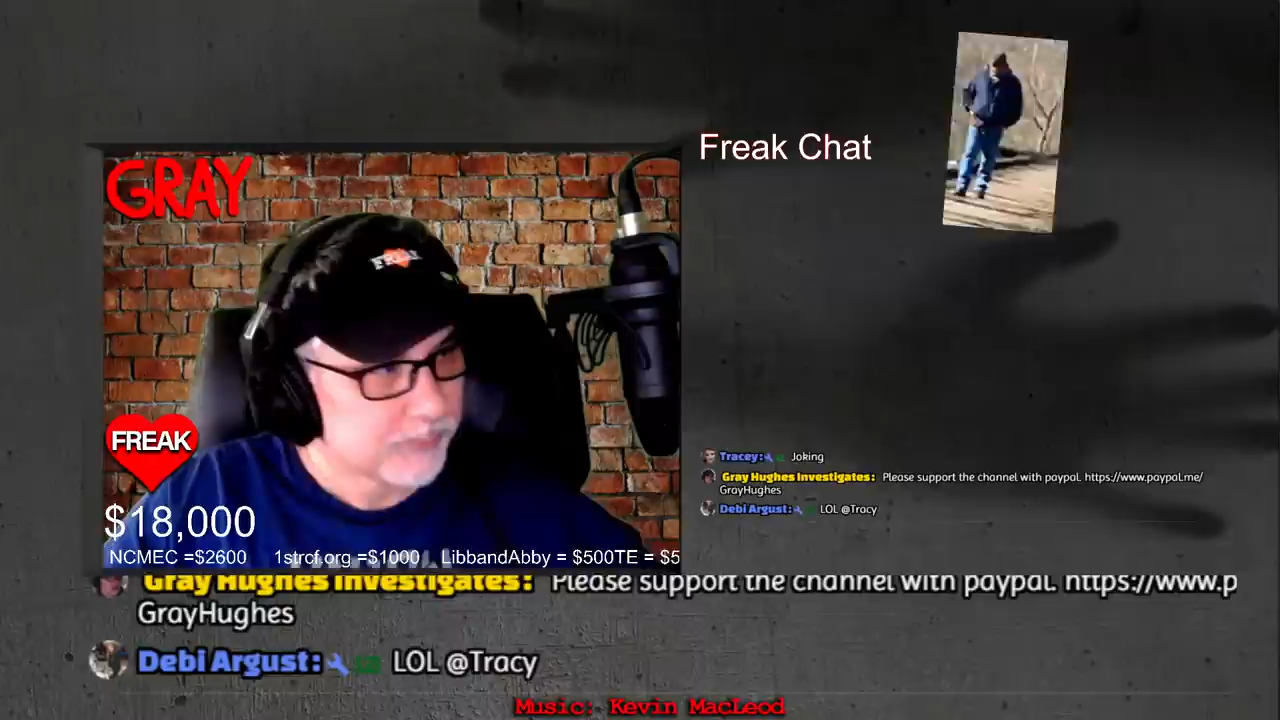 GRAY
Freak Chat
FREAK
Tracey: Joking
Gray Hughes Investigates: Please support the channel with paypal. https://www.paypal.me/
GrayHughes
Debi Argust: LOL @Tracy
FREAK
$18,000
NCMEC =$2600 1strcf.org =$1000 LibbandAbby = $500TE = $5
Gray Hughes Investigates: Please support the channel with paypal. https://www.p
GrayHughes
Debi Argust: LOL @Tracy
Music: Kevin MacLeod